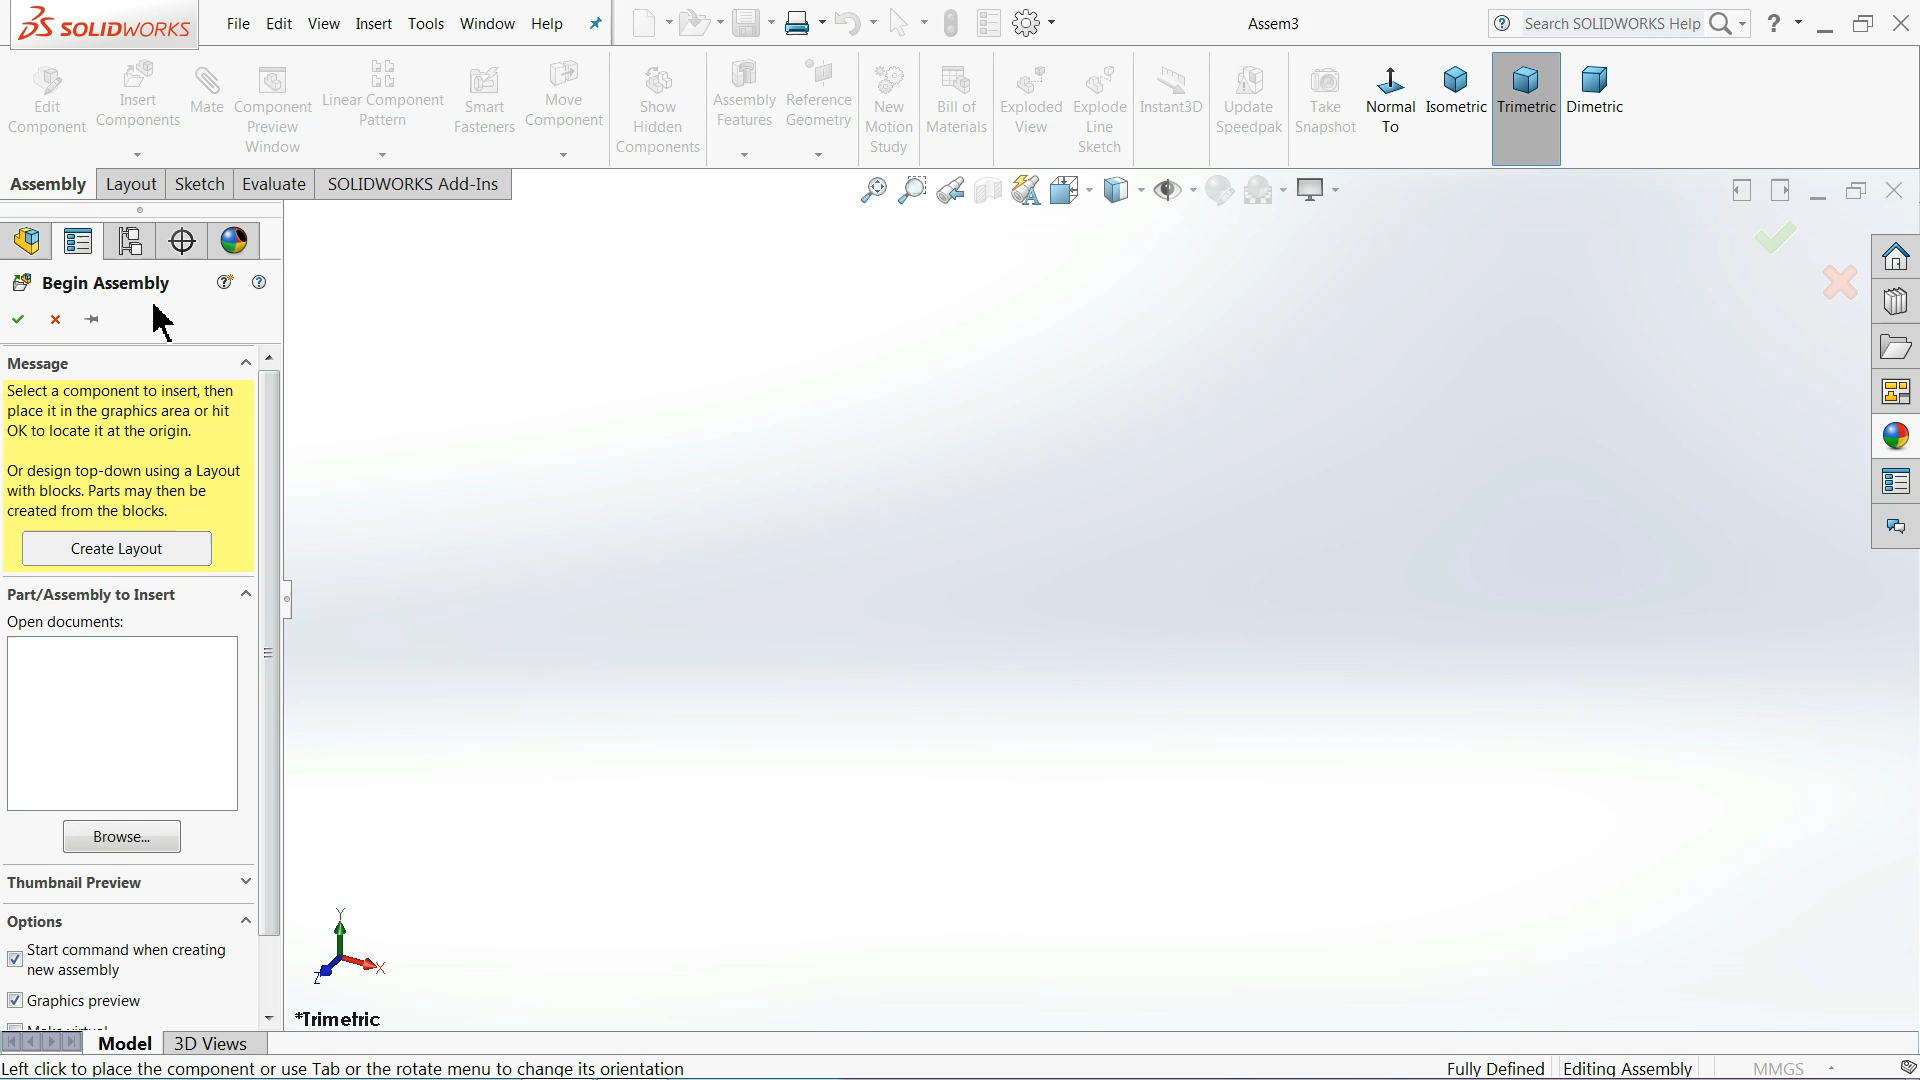 SOLIDWORKS
File Edit View Insert Tools Window Help
Assem3
Search SOLIDWORKS Help
?
Edit Component
Insert Components
Mate
Component Preview Window
Linear Component Pattern
Smart Fasteners
Move Component
Show Hidden Components
Assembly Features
Reference Geometry
New Motion Study
Bill of Materials
Exploded View
Explode Line Sketch
Instant3D
Update Speedpak
Take Snapshot
Normal To
Isometric
Trimetric
Dimetric
Assembly Layout Sketch Evaluate SOLIDWORKS Add-Ins
Begin Assembly
Message
Select a component to insert, then
place it in the graphics area or hit
OK to locate it at the origin.
Or design top-down using a Layout
with blocks. Parts may then be
created from the blocks.
Create Layout
Part/Assembly to Insert
Open documents:
Browse...
Thumbnail Preview
Options
Start command when creating
new assembly
Graphics preview
Y
X
Z
*Trimetric
Model 3D Views
Left click to place the component or use Tab or the rotate menu to change its orientation
Fully Defined Editing Assembly MMGS